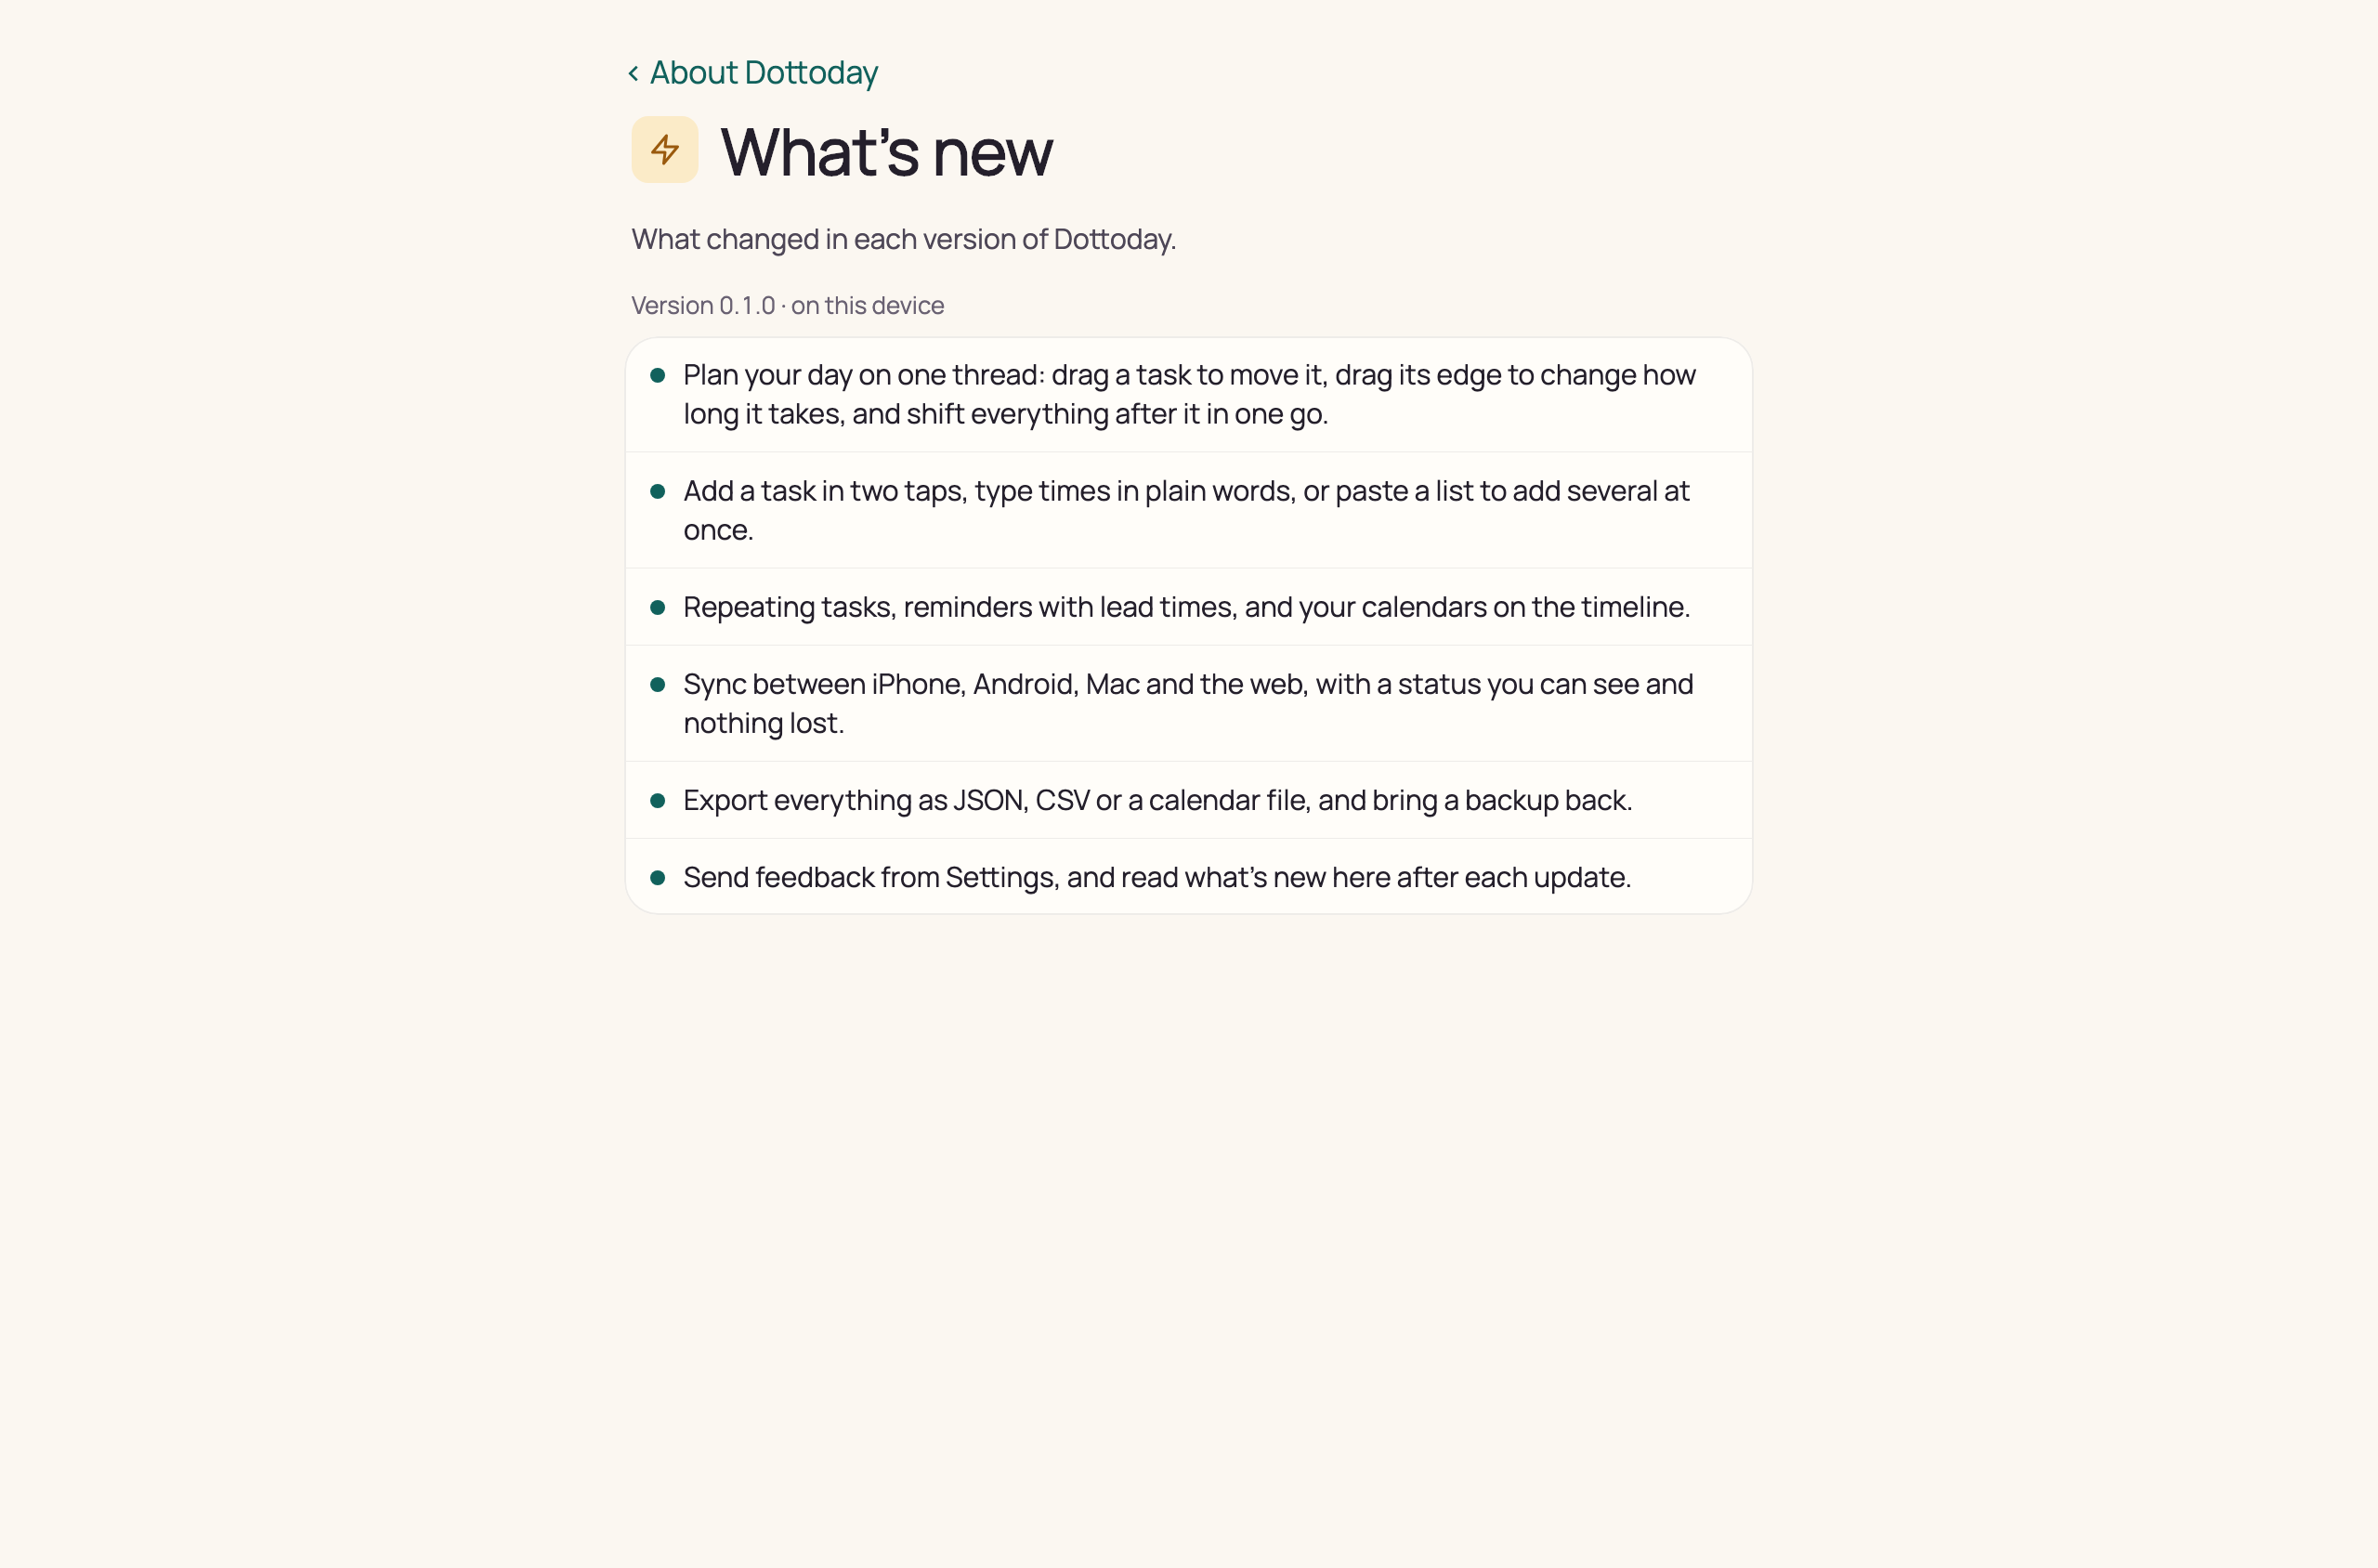 ‹ About Dottoday
What’s new
What changed in each version of Dottoday.
Version 0.1.0 · on this device
Plan your day on one thread: drag a task to move it, drag its edge to change how
long it takes, and shift everything after it in one go.
Add a task in two taps, type times in plain words, or paste a list to add several at
once.
Repeating tasks, reminders with lead times, and your calendars on the timeline.
Sync between iPhone, Android, Mac and the web, with a status you can see and
nothing lost.
Export everything as JSON, CSV or a calendar file, and bring a backup back.
Send feedback from Settings, and read what’s new here after each update.